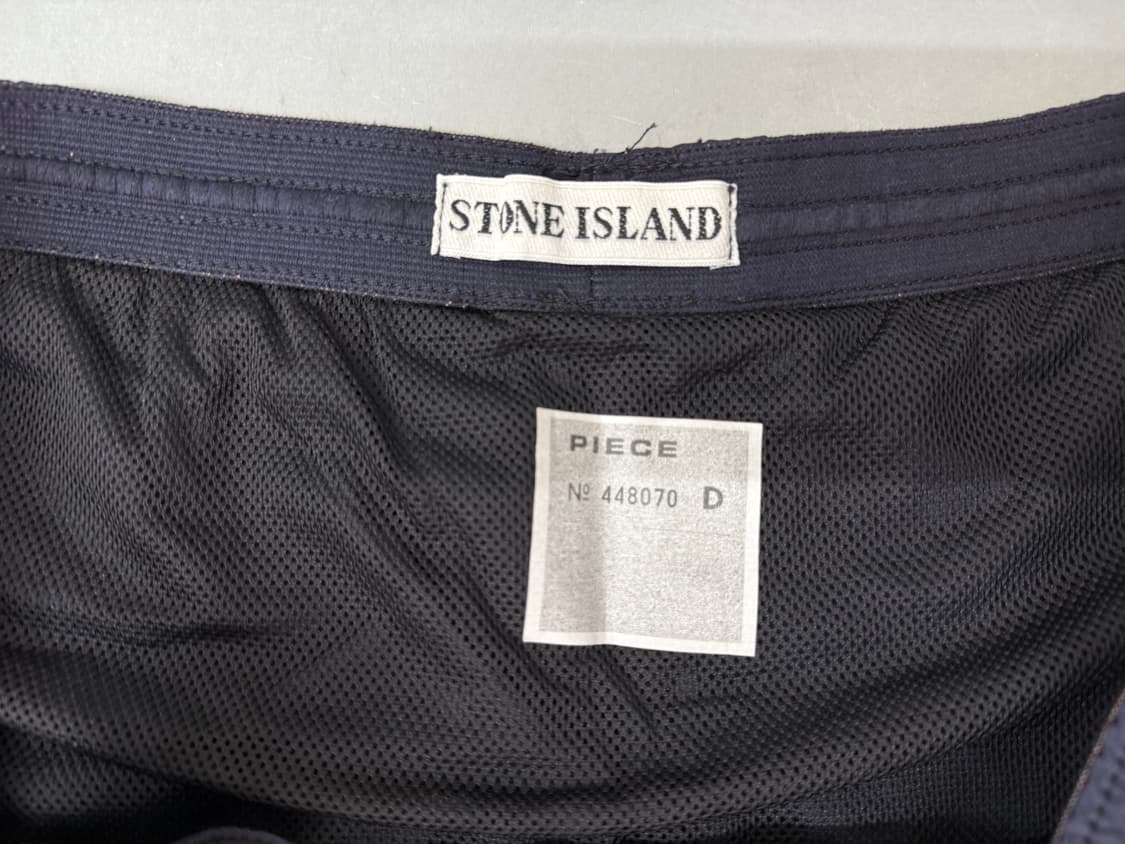 STONE ISLAND
PIECE
Nº 448070 D